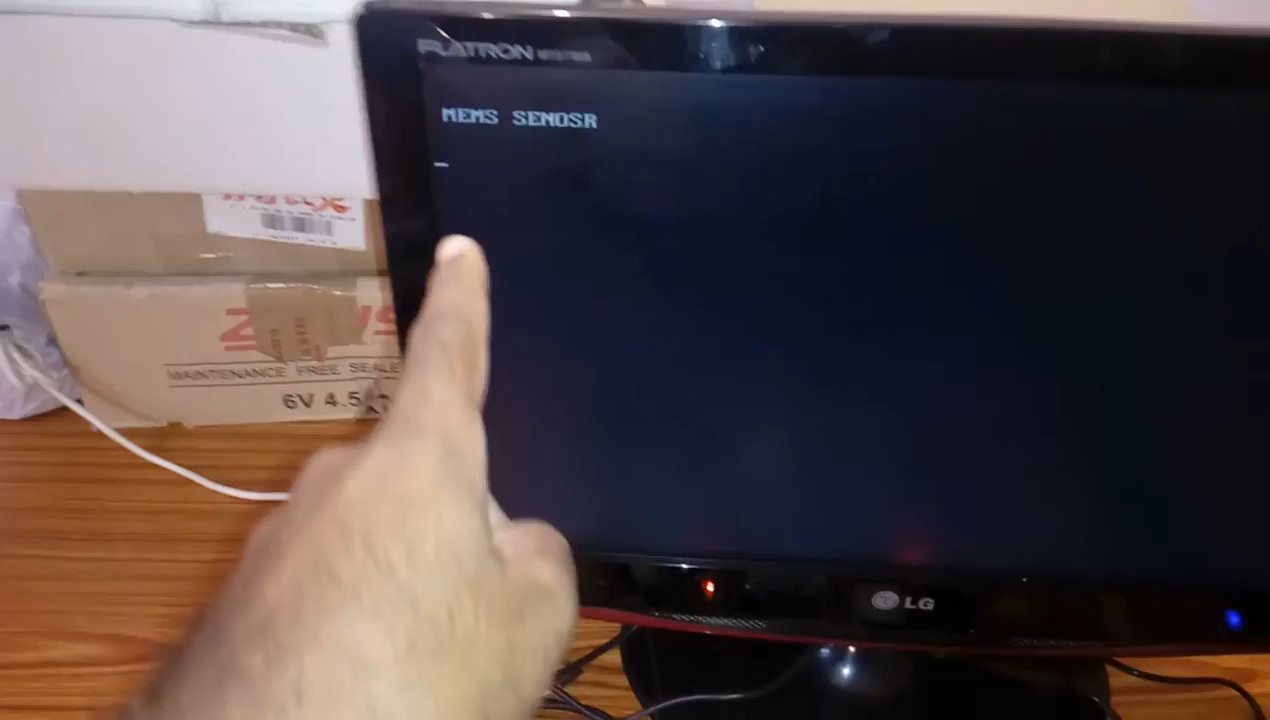 FLATRON
MEMS SENOSR
MAINTENANCE FREE SEALE
6V 4.5
LG